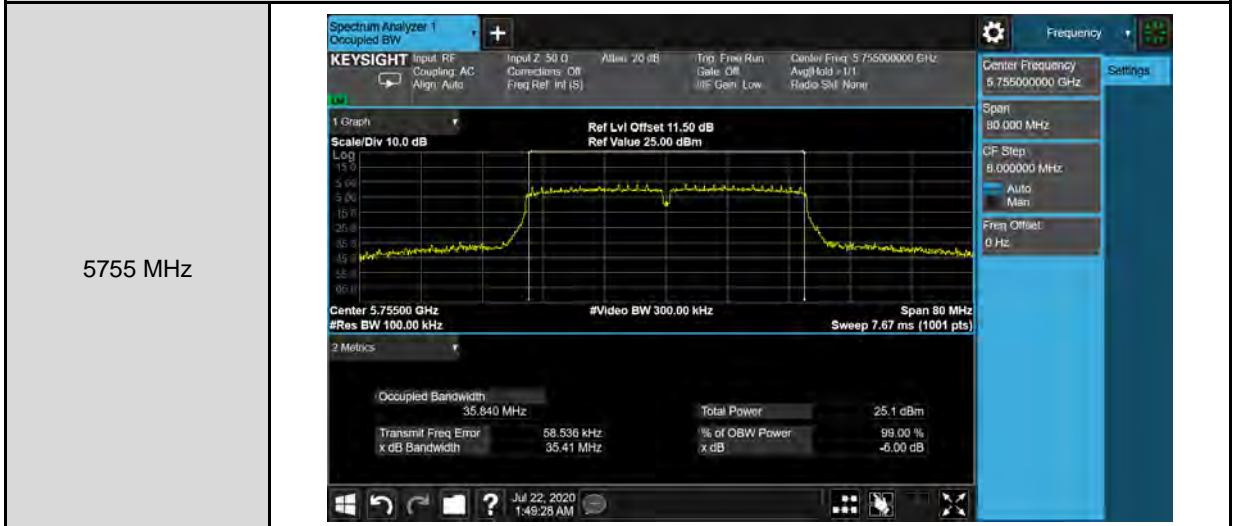 5755 MHz
Spectrum Analyzer 1
Occupied BW
+
Frequency
KEYSIGHT
Input: RF
Coupling: AC
Align: Auto
Input Z: 50 Ω
Corrections: Off
Freq Ref: Int (S)
Atten: 20 dB
Trig: Free Run
Gate: Off
#IF Gain: Low
Center Freq: 5.755000000 GHz
Avg|Hold: >1/1
Radio Std: None
Center Frequency
5.755000000 GHz
Settings
Span
80.000 MHz
CF Step
8.000000 MHz
Auto
Man
Freq Offset
0 Hz
1 Graph
Scale/Div 10.0 dB
Ref Lvl Offset 11.50 dB
Ref Value 25.00 dBm
Log
15.0
5.00
Center 5.75500 GHz
#Res BW 100.00 kHz
#Video BW 300.00 kHz
Span 80 MHz
Sweep 7.67 ms (1001 pts)
2 Metrics
Occupied Bandwidth
35.840 MHz
Total Power 25.1 dBm
Transmit Freq Error 58.536 kHz
% of OBW Power 99.00 %
x dB Bandwidth 35.41 MHz
x dB -6.00 dB
?
Jul 22, 2020
1:49:28 AM